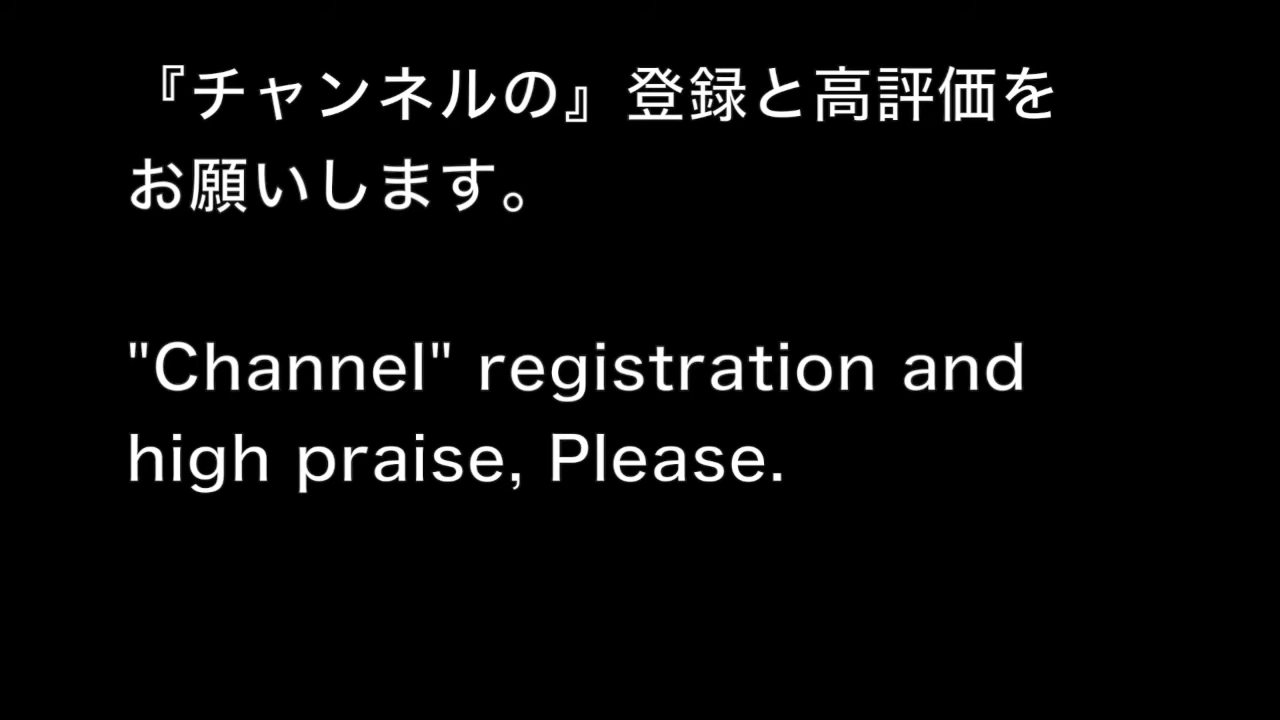 『チャンネルの』登録と高評価を
お願いします。
"Channel" registration and
high praise, Please.